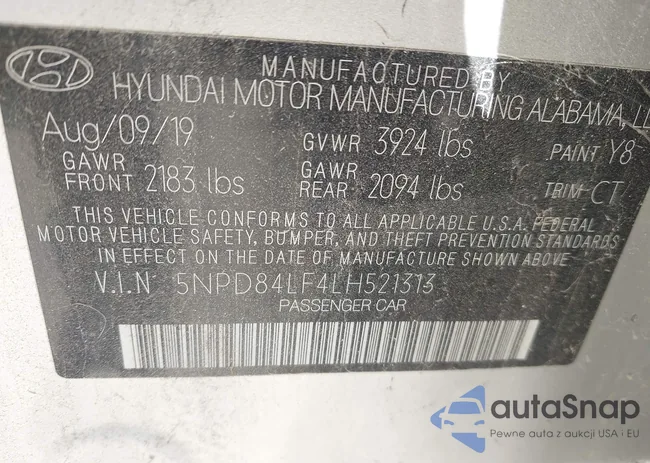 MANUFACTURED BY
HYUNDAI MOTOR MANUFACTURING ALABAMA, LL
Aug/09/19 GVWR 3924 lbs PAINT Y8
GAWR FRONT 2183 lbs GAWR REAR 2094 lbs TRIM CT
THIS VEHICLE CONFORMS TO ALL APPLICABLE U.S.A. FEDERAL
MOTOR VEHICLE SAFETY, BUMPER, AND THEFT PREVENTION STANDARDS
IN EFFECT ON THE DATE OF MANUFACTURE SHOWN ABOVE.
V.I.N 5NPD84LF4LH521313
PASSENGER CAR
autaSnap
Pewne auta z aukcji USA i EU